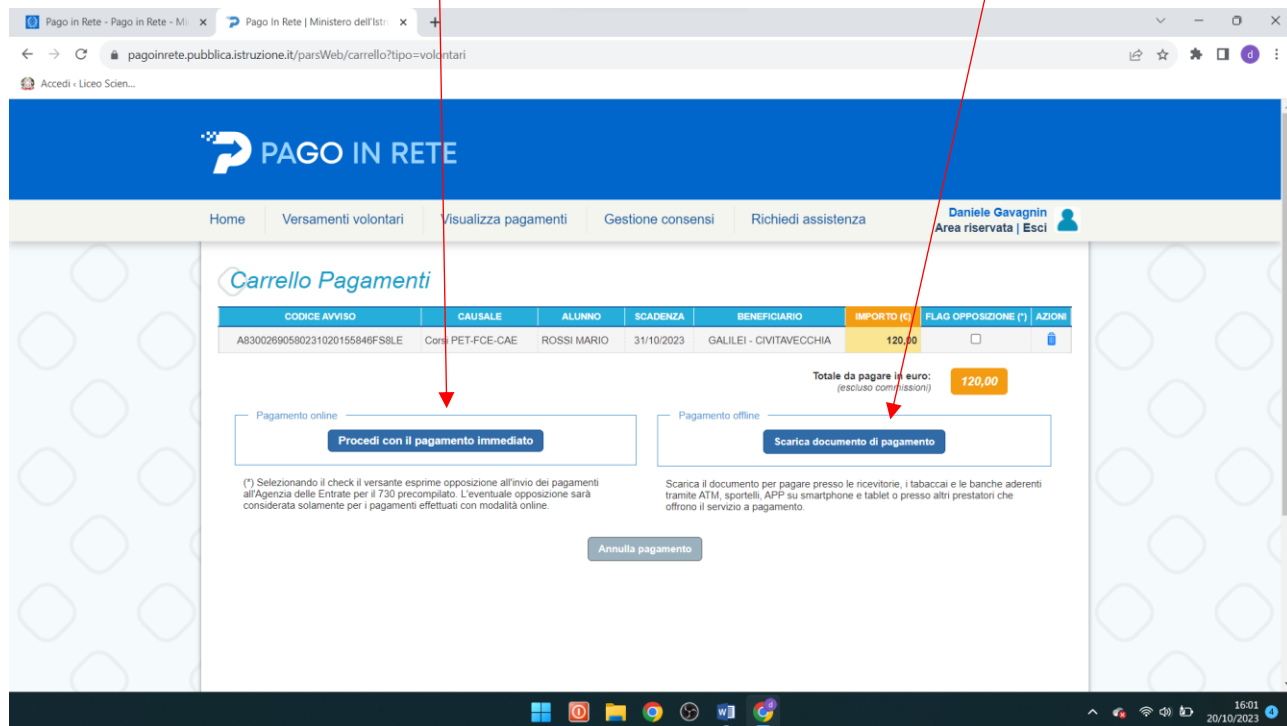 Pago in Rete - Pago in Rete - Mi
Pago In Rete | Ministero dell'Istru
pagoinrete.pubblica.istruzione.it/parsWeb/carrello?tipo=volontari
d
Accedi ‹ Liceo Scien...
PAGO IN RETE
Home
Versamenti volontari
Visualizza pagamenti
Gestione consensi
Richiedi assistenza
Daniele Gavagnin
Area riservata | Esci
Carrello Pagamenti
CODICE AVVISO CAUSALE ALUNNO SCADENZA BENEFICIARIO IMPORTO (€) FLAG OPPOSIZIONE (*) AZIONI
A83002690580231020155846FS8LE Corsi PET-FCE-CAE ROSSI MARIO 31/10/2023 GALILEI - CIVITAVECCHIA 120,00
Totale da pagare in euro:
(escluso commissioni)
120,00
Pagamento online
Procedi con il pagamento immediato
(*) Selezionando il check il versante esprime opposizione all'invio dei pagamenti
all'Agenzia delle Entrate per il 730 precompilato. L'eventuale opposizione sarà
considerata solamente per i pagamenti effettuati con modalità online.
Pagamento offline
Scarica documento di pagamento
Scarica il documento per pagare presso le ricevitorie, i tabaccai e le banche aderenti
tramite ATM, sportelli, APP su smartphone e tablet o presso altri prestatori che
offrono il servizio a pagamento.
Annulla pagamento
16:01
20/10/2023
4